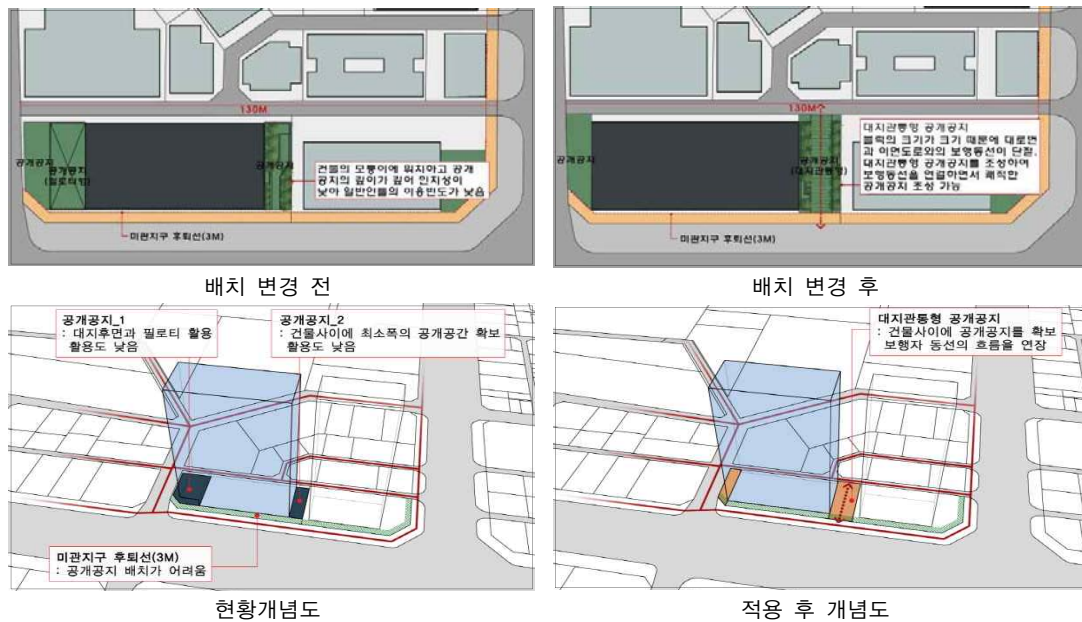 130M
공개공지
공개공지
(필로티형)
공개공지
건물의 모퉁이에 위치하고 공개
공지의 깊이가 깊어 인지성이
낮아 일반인들의 이용빈도가 낮음
미관지구 후퇴선(3M)
배치 변경 전
130M
공개공지
공개공지
(대지관통형)
대지관통형 공개공지
블럭의 크기가 크기 때문에 대로면
과 이면도로와의 보행동선이 단절.
대지관통형 공개공지를 조성하여
보행동선을 연결하면서 쾌적한
공개공지 조성 가능
미관지구 후퇴선(3M)
배치 변경 후
공개공지_1
: 대지후면과 필로티 활용
활용도 낮음
공개공지_2
: 건물사이에 최소폭의 공개공간 확보
활용도 낮음
미관지구 후퇴선(3M)
: 공개공지 배치가 어려움
현황개념도
대지관통형 공개공지
: 건물사이에 공개공지를 확보
보행자 동선의 흐름을 연장
적용 후 개념도